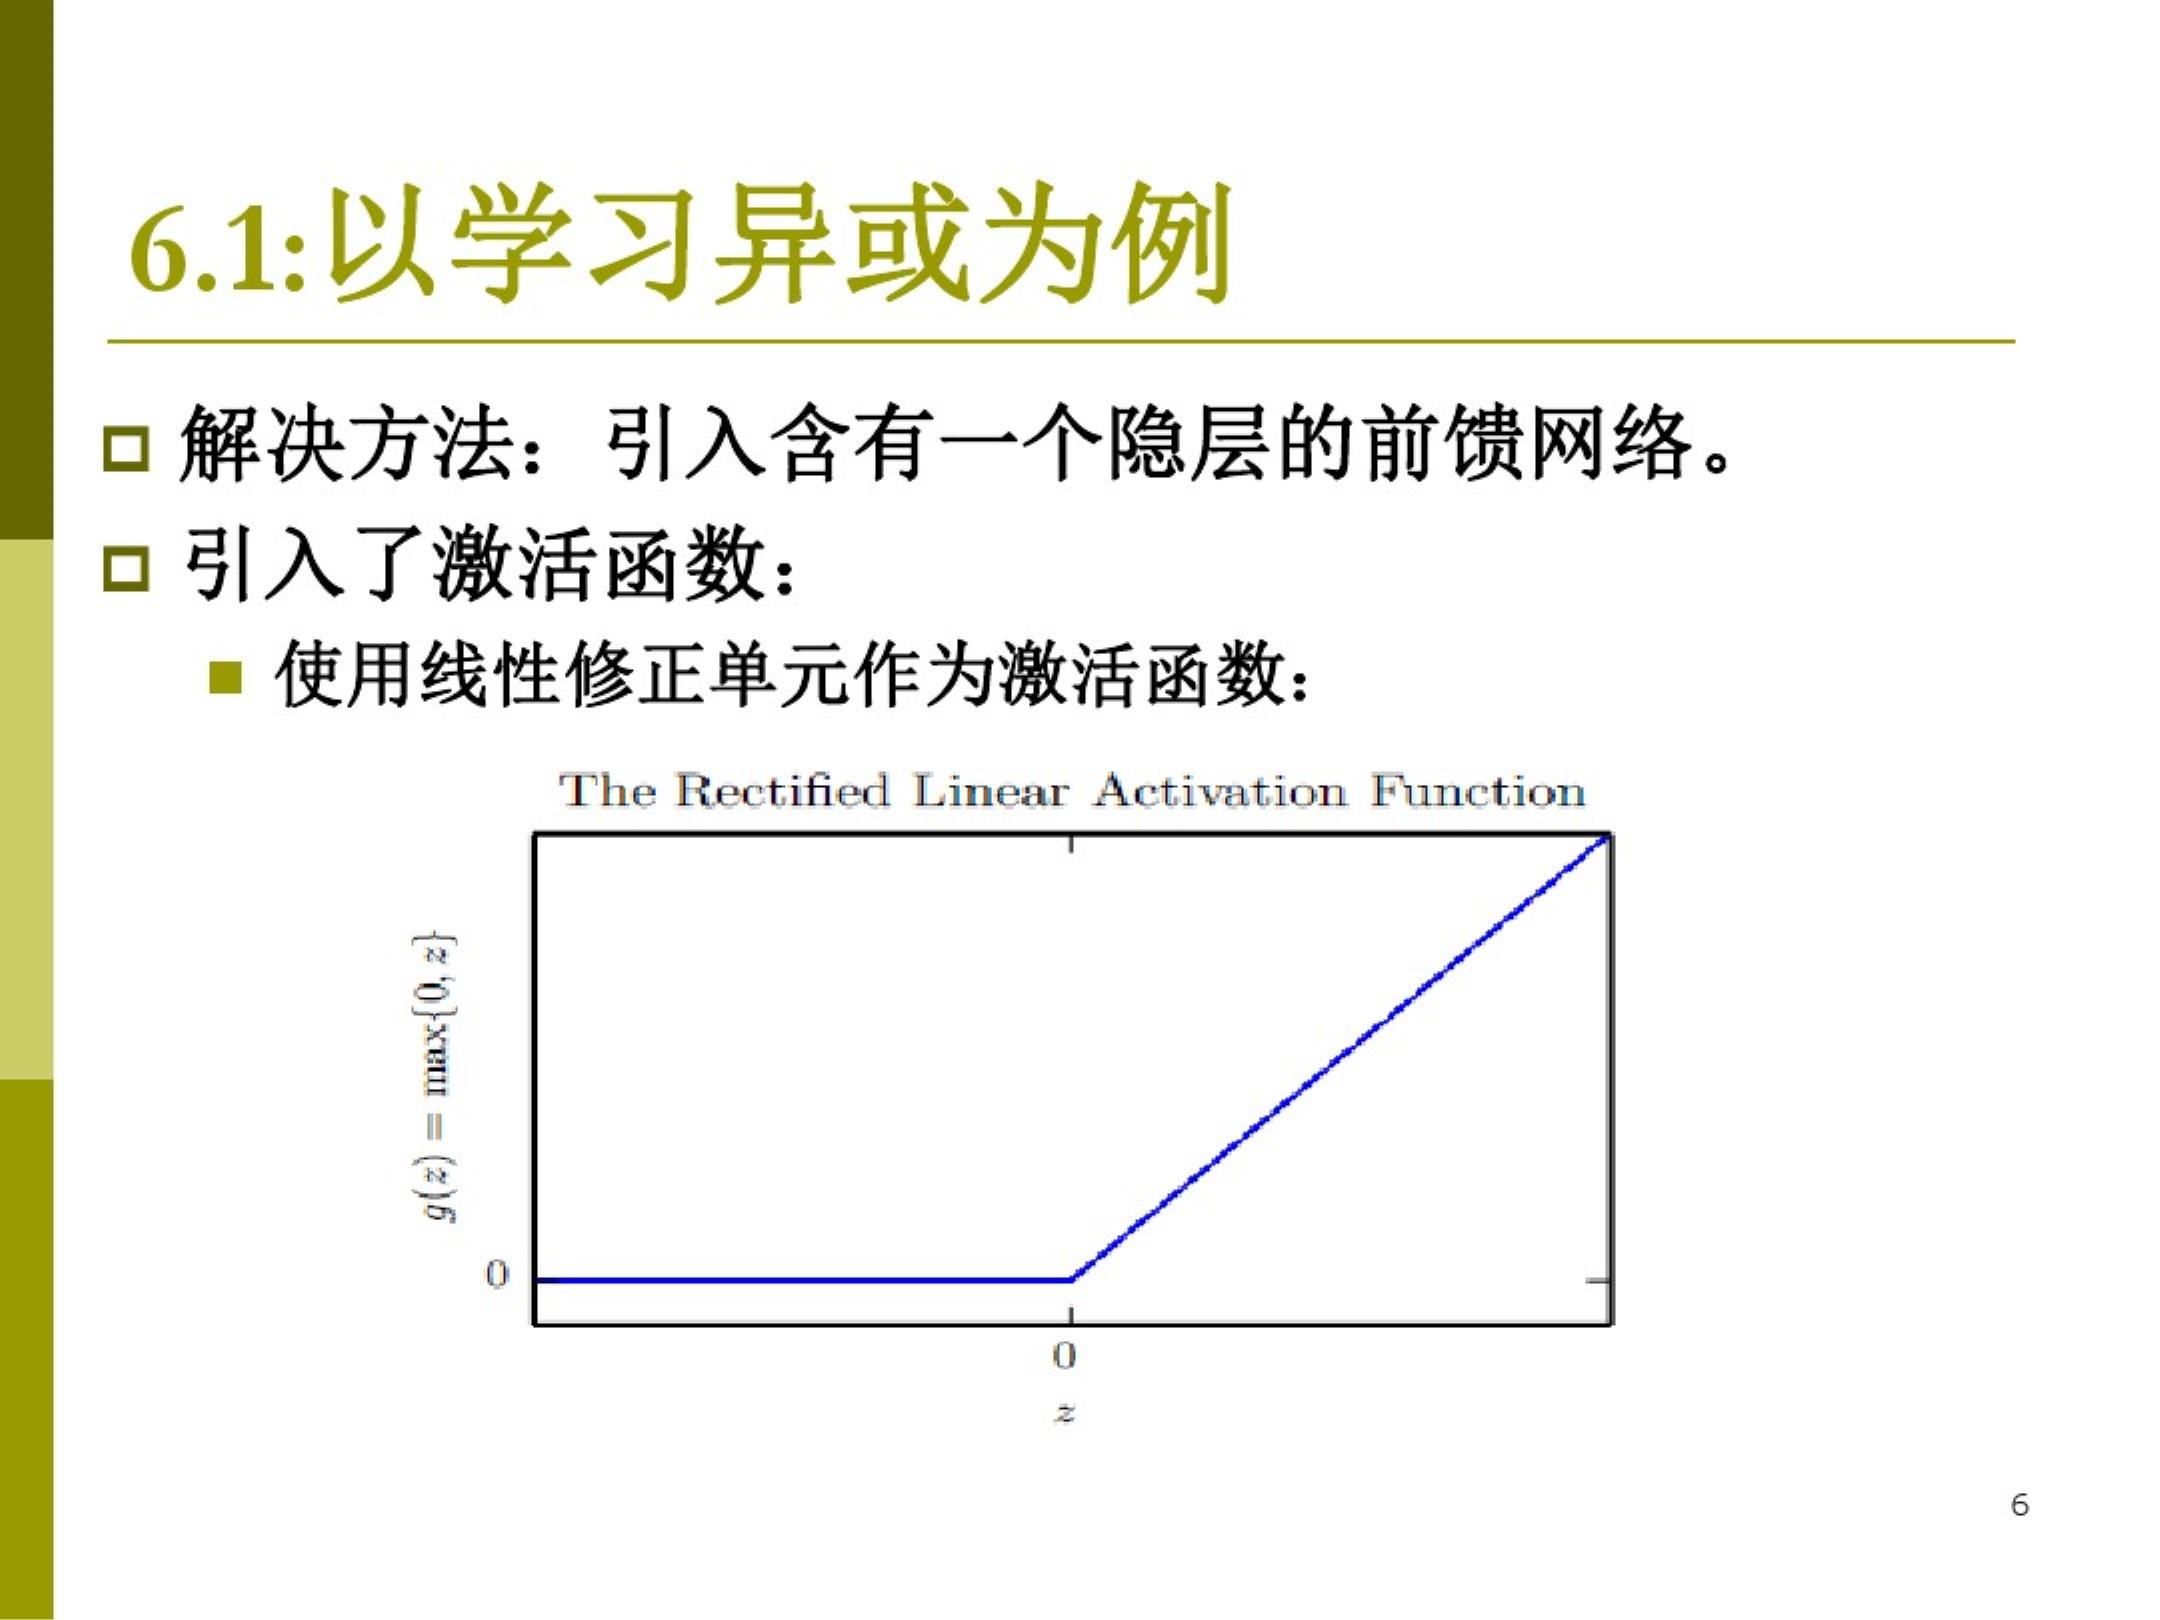 6.1:以学习异或为例
解决方法：引入含有一个隐层的前馈网络。
引入了激活函数：
使用线性修正单元作为激活函数：
The Rectified Linear Activation Function
g(z) = max{0, z}
0
0
z
6